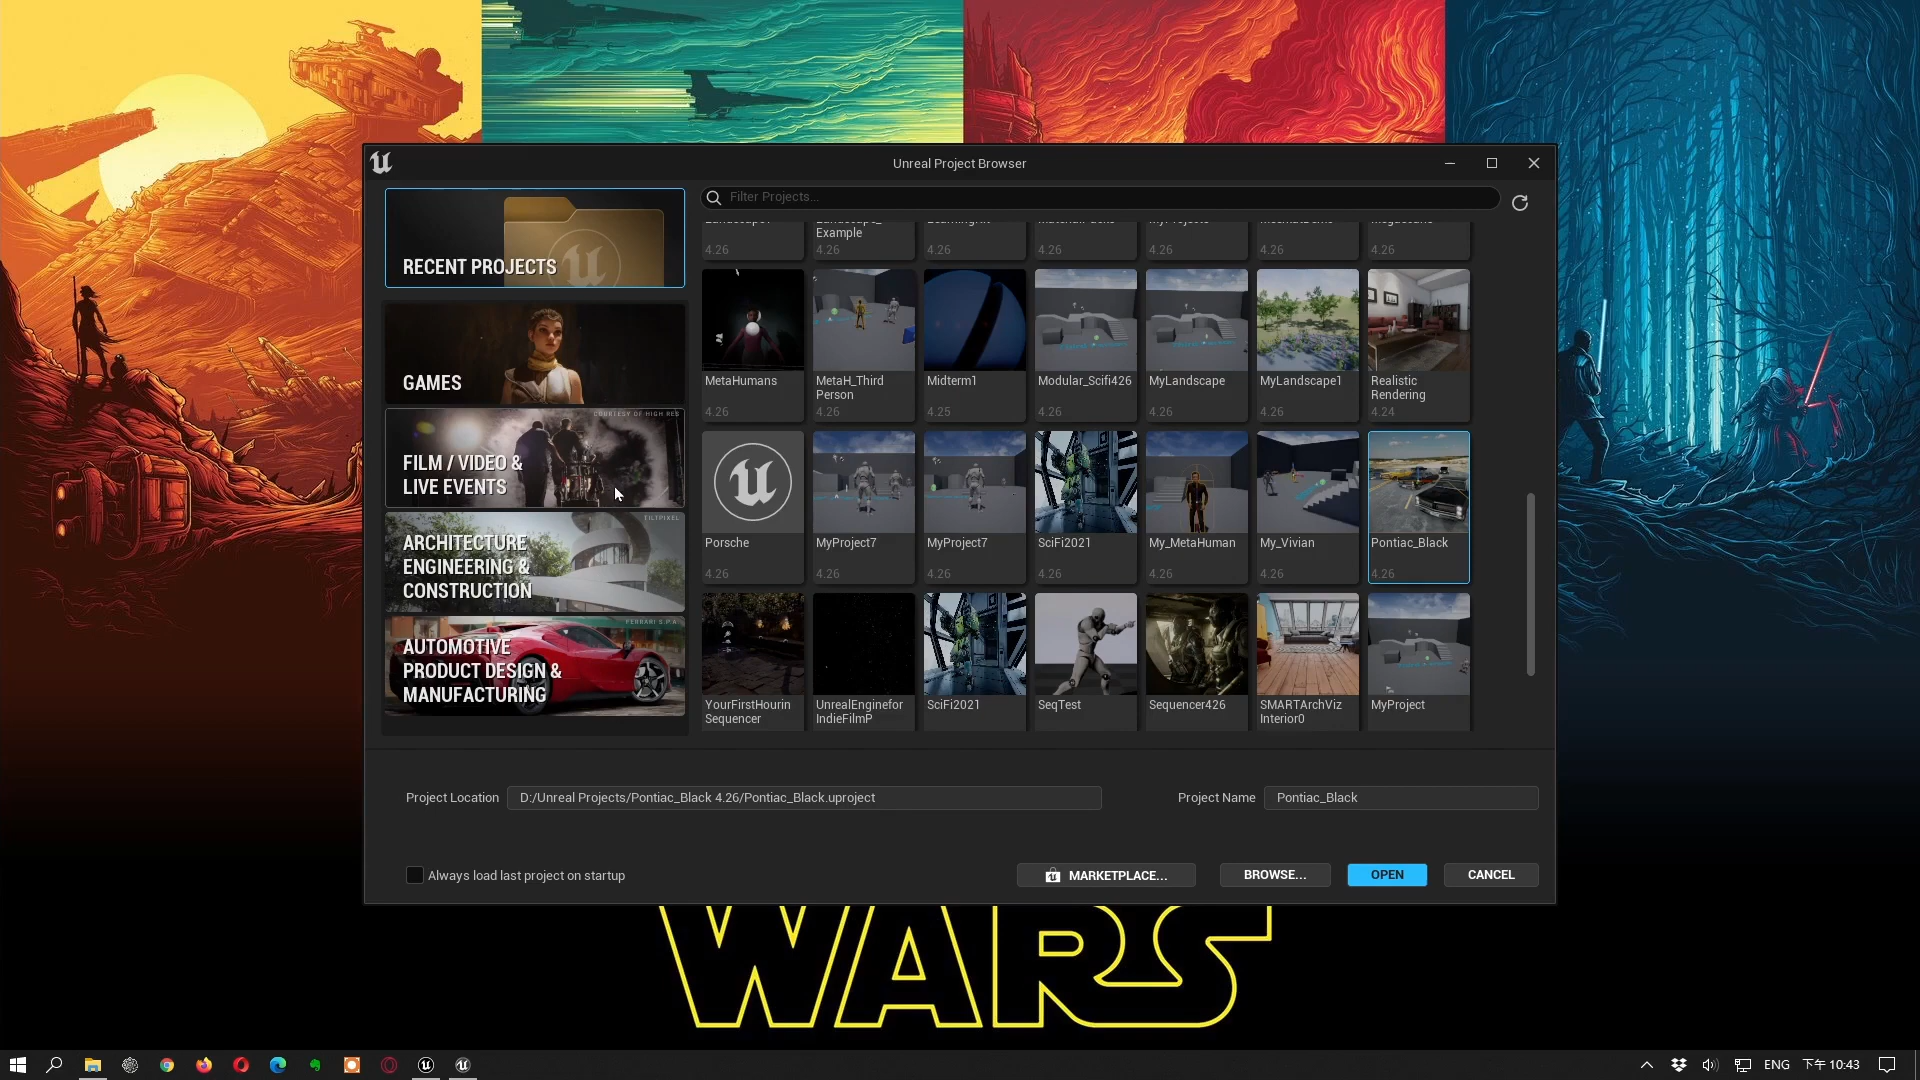 Unreal Project Browser
RECENT PROJECTS
GAMES
COURTESY OF HIGH RES
FILM / VIDEO &
LIVE EVENTS
TILTPIXEL
ARCHITECTURE
ENGINEERING &
CONSTRUCTION
FERRARI S.P.A
AUTOMOTIVE
PRODUCT DESIGN &
MANUFACTURING
Filter Projects...
Example
4.26 4.26 4.26 4.26 4.26 4.26 4.26
MetaHumans
4.26
MetaH_Third
Person
4.26
Midterm1
4.25
Modular_Scifi426
4.26
MyLandscape
4.26
MyLandscape1
4.26
Realistic
Rendering
4.24
Porsche
4.26
MyProject7
4.26
MyProject7
4.26
SciFi2021
4.26
My_MetaHuman
4.26
My_Vivian
4.26
Pontiac_Black
4.26
YourFirstHourin
Sequencer
UnrealEnginefor
IndieFilmP
SciFi2021
SeqTest
Sequencer426
SMARTArchViz
Interior0
MyProject
Project Location D:/Unreal Projects/Pontiac_Black 4.26/Pontiac_Black.uproject
Project Name Pontiac_Black
Always load last project on startup
MARKETPLACE...
BROWSE...
OPEN
CANCEL
WARS
ENG
下午 10:43